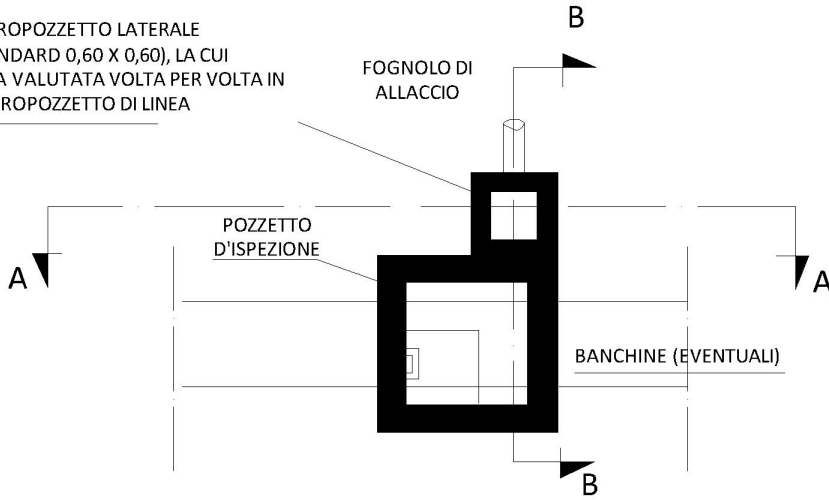 ROPOZZETTO LATERALE
NDARD 0,60 X 0,60), LA CUI
A VALUTATA VOLTA PER VOLTA IN
ROPOZZETTO DI LINEA
FOGNOLO DI
ALLACCIO
B
POZZETTO
D'ISPEZIONE
A
A
BANCHINE (EVENTUALI)
B